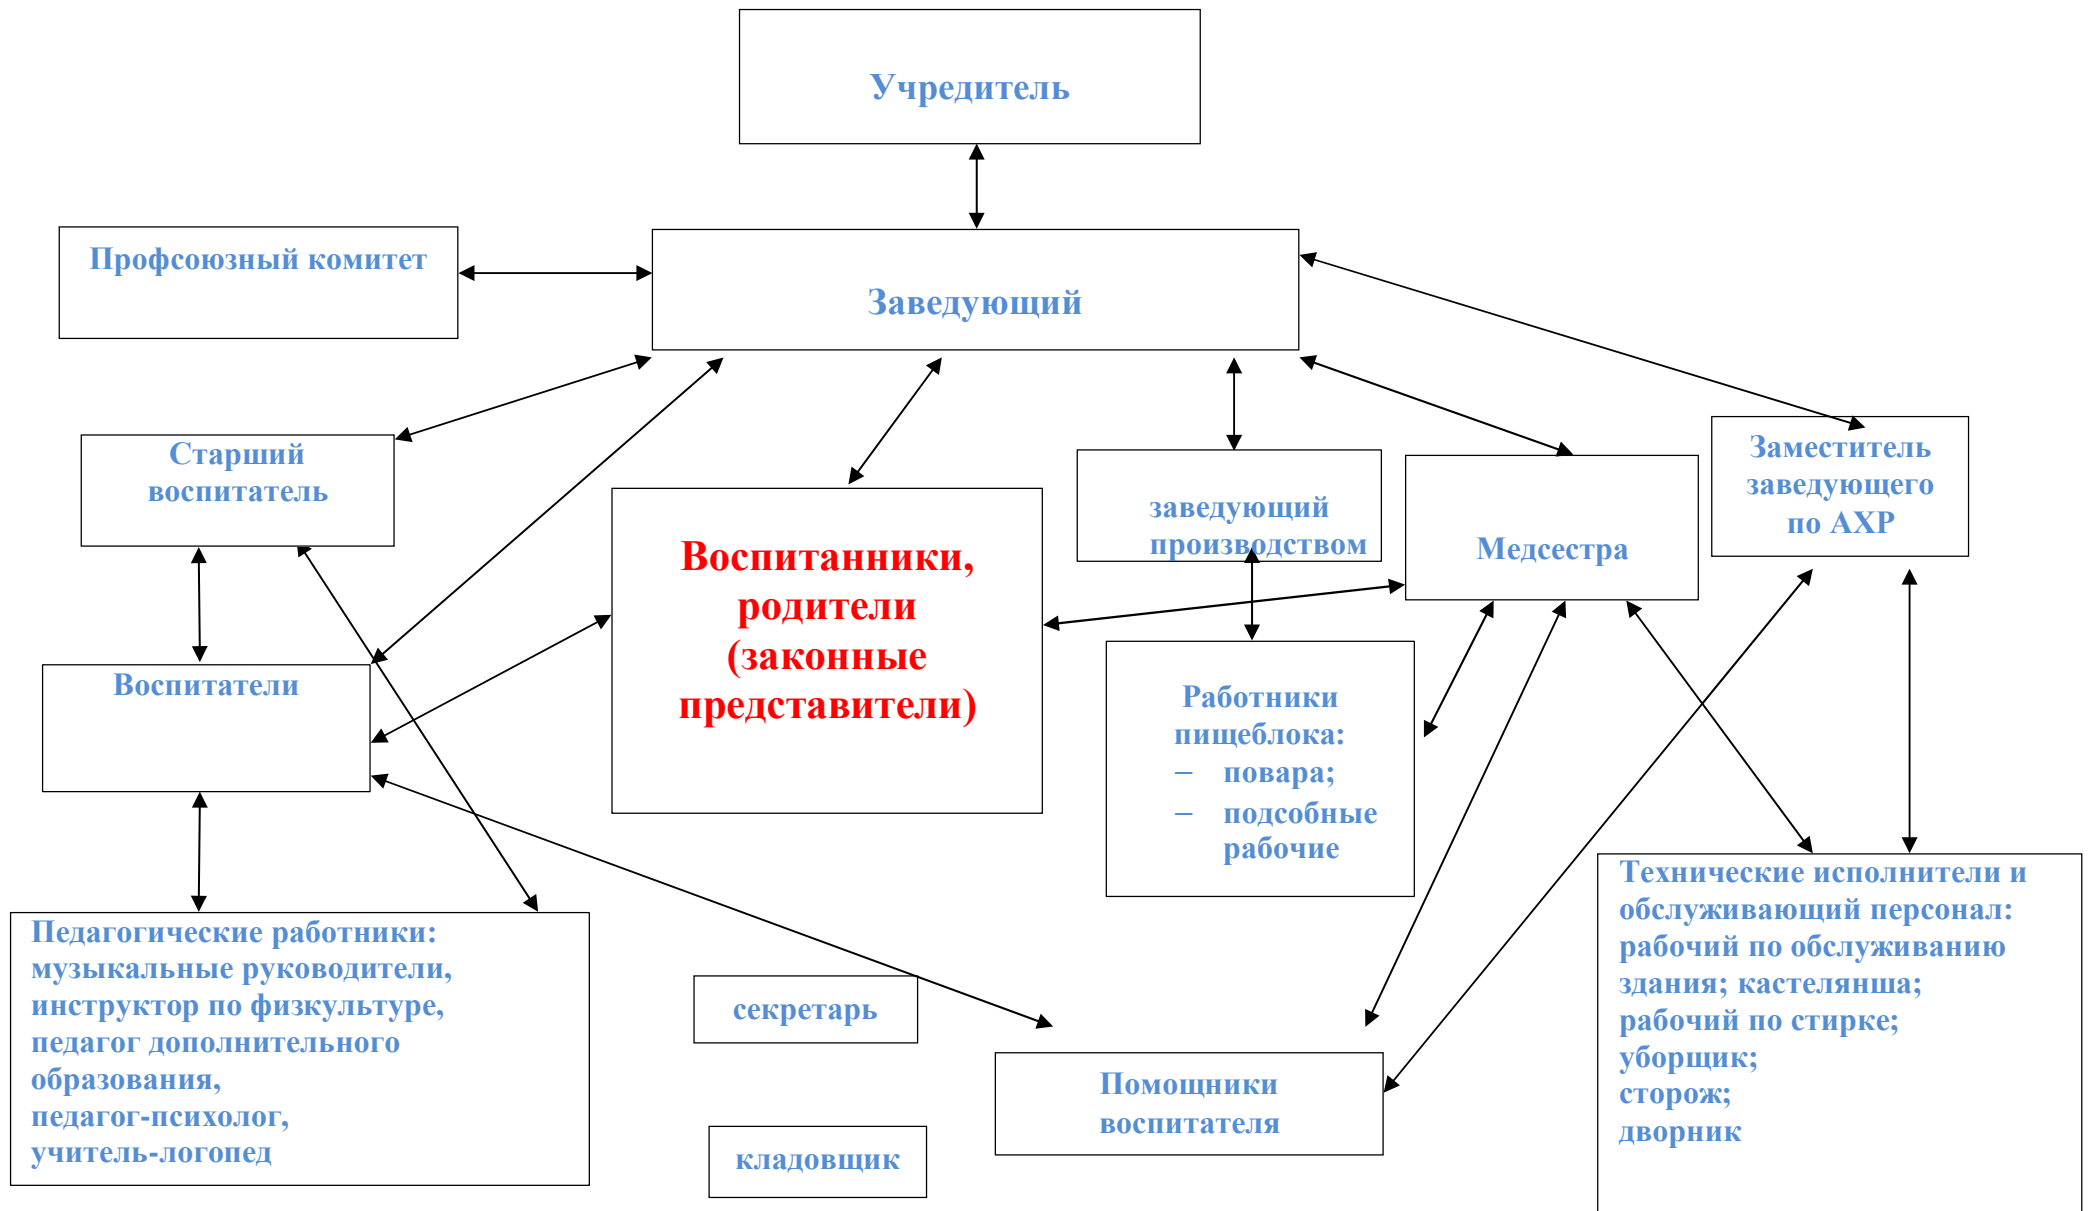 Учредитель
Профсоюзный комитет
Заведующий
Старший
воспитатель
Воспитанники,
родители
(законные
представители)
заведующий
производством
Медсестра
Заместитель
заведующего
по АХР
Воспитатели
Работники
пищеблока:
– повара;
– подсобные
рабочие
Педагогические работники:
музыкальные руководители,
инструктор по физкультуре,
педагог дополнительного
образования,
педагог-психолог,
учитель-логопед
секретарь
кладовщик
Помощники
воспитателя
Технические исполнители и
обслуживающий персонал:
рабочий по обслуживанию
здания; кастелянша;
рабочий по стирке;
уборщик;
сторож;
дворник